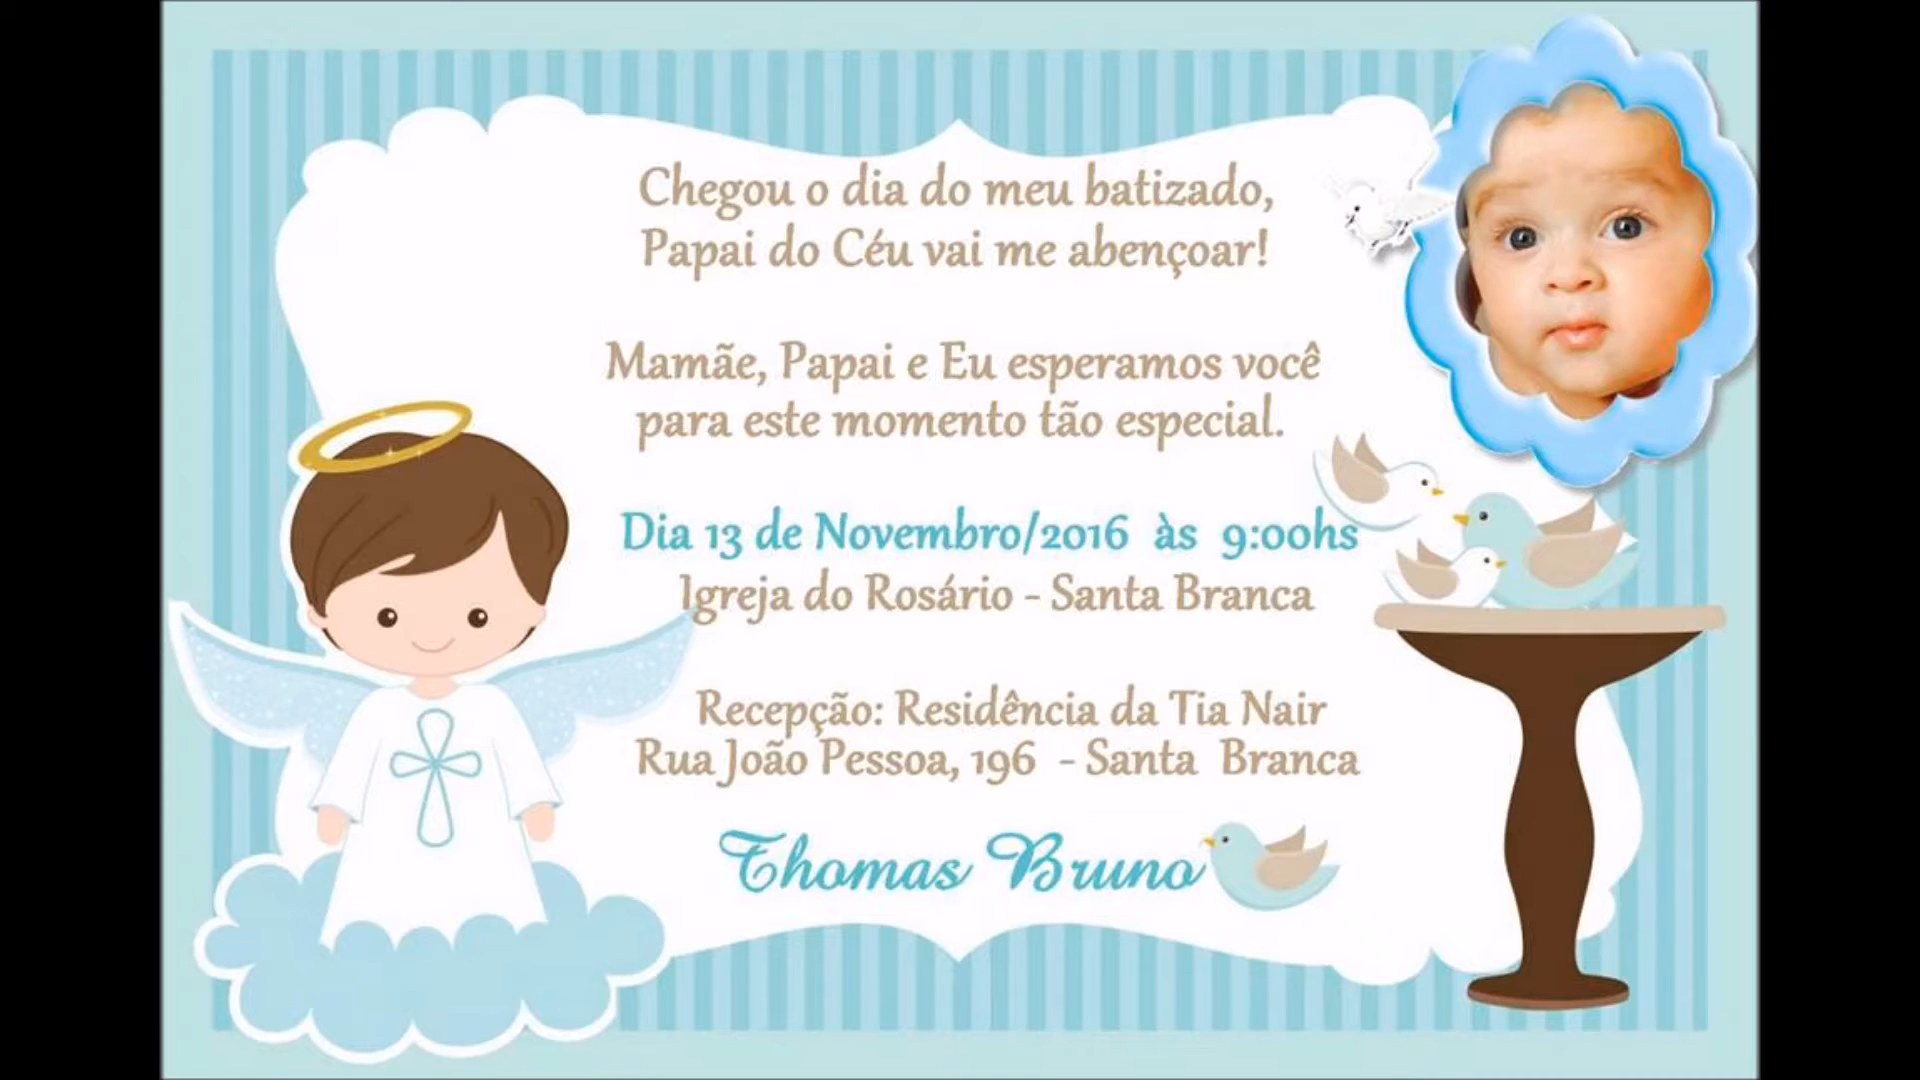 Chegou o dia do meu batizado,
Papai do Céu vai me abençoar!
Mamãe, Papai e Eu esperamos você
para este momento tão especial.
Dia 13 de Novembro/2016 às 9:00hs
Igreja do Rosário - Santa Branca
Recepção: Residência da Tia Nair
Rua João Pessoa, 196 - Santa Branca
Thomas Bruno